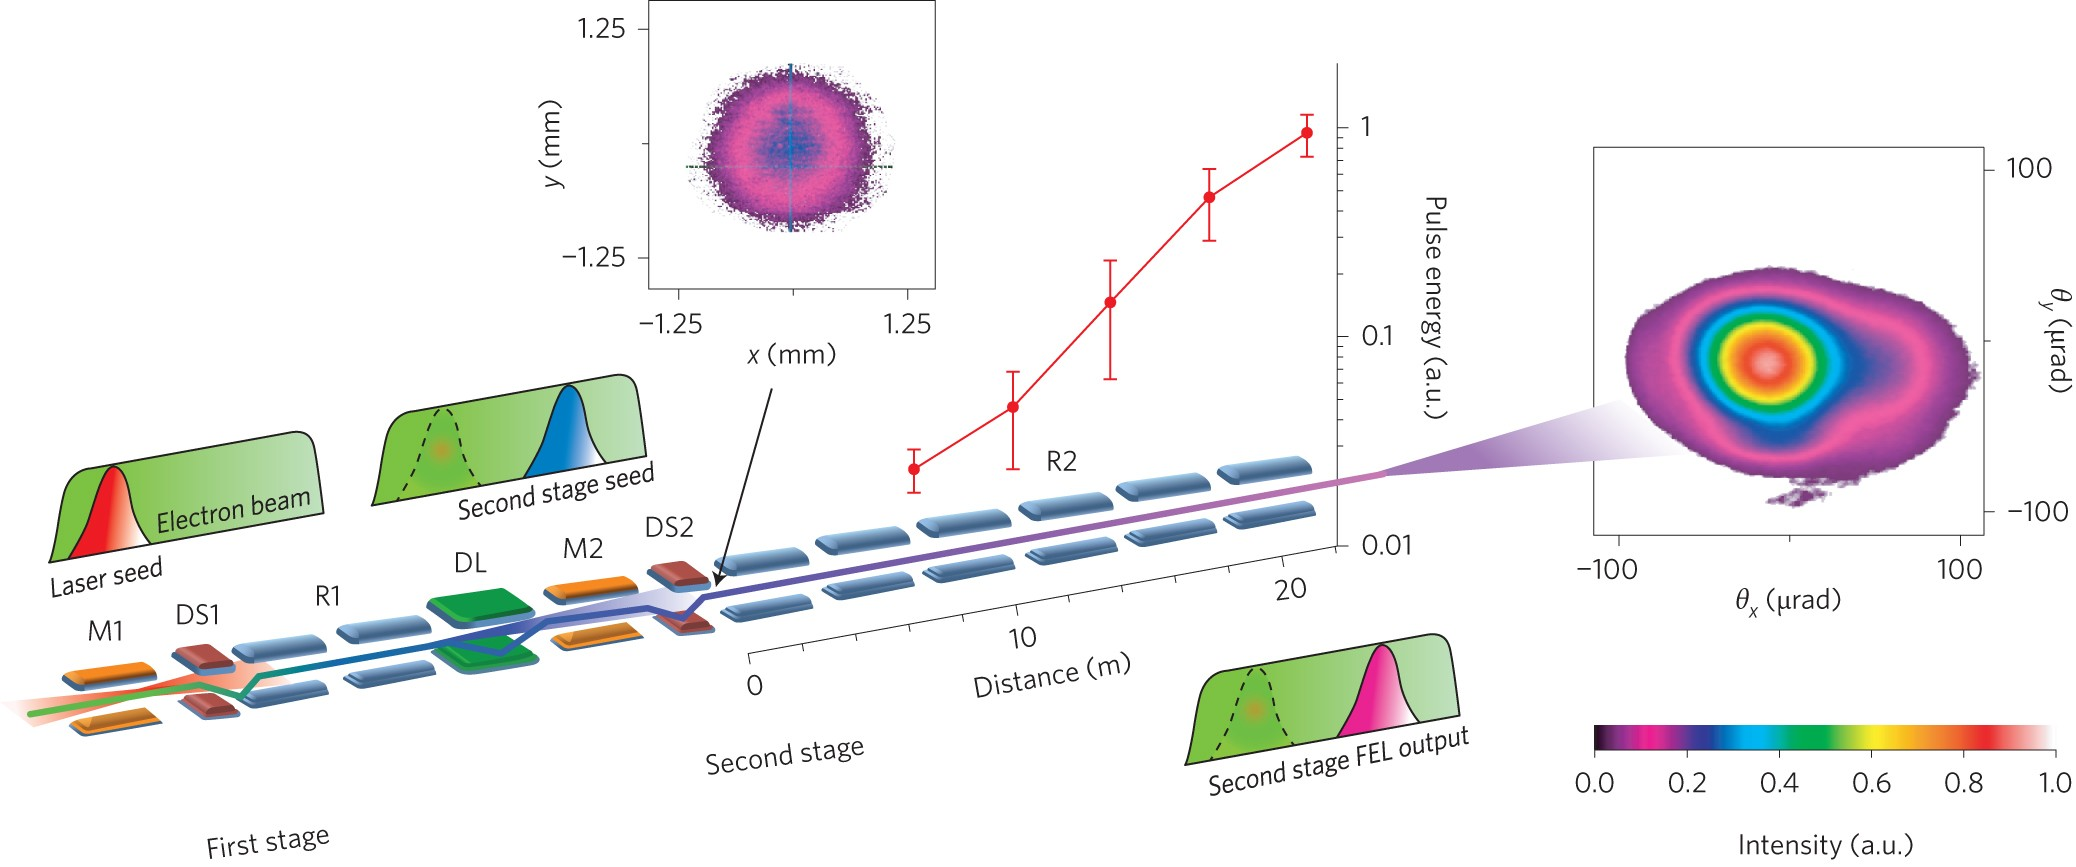 1.25
−1.25
y (mm)
−1.25
1.25
x (mm)
1
0.1
0.01
Pulse energy (a.u.)
100
−100
θy (µrad)
−100
100
θx (µrad)
Electron beam
Laser seed
Second stage seed
M1
DS1
R1
DL
M2
DS2
R2
0
10
20
Distance (m)
Second stage
First stage
Second stage FEL output
0.0
0.2
0.4
0.6
0.8
1.0
Intensity (a.u.)